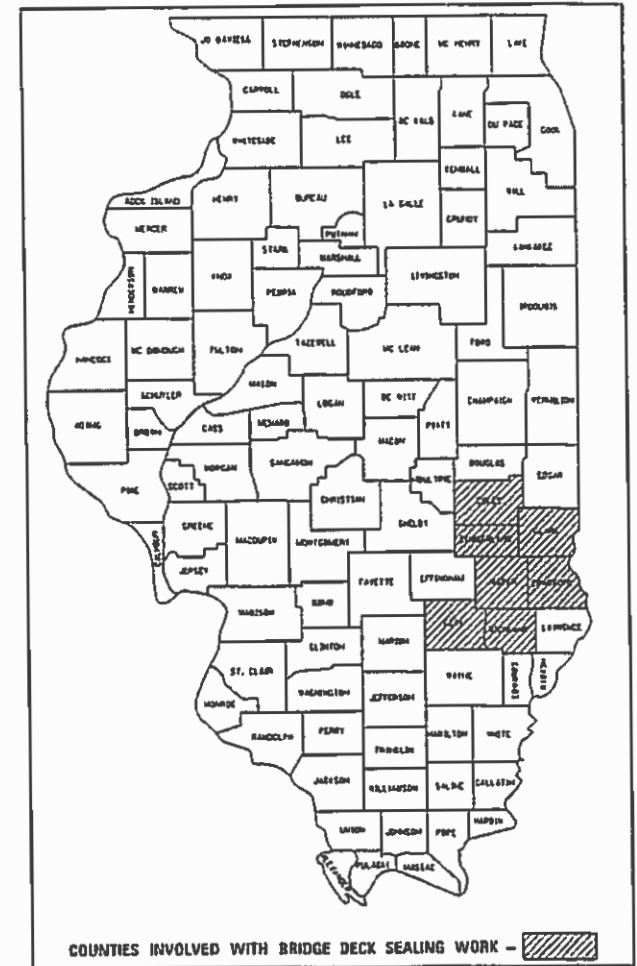 JO DAVIESS STEPHENSON WINNEBAGO BOONE MC HENRY LAKE
CARROLL OGLE
DE KALB KANE DU PAGE COOK
WHITESIDE LEE
KENDALL
ROCK ISLAND HENRY BUREAU LA SALLE WILL
MERCER PUTNAM GRUNDY
STARK MARSHALL KANKAKEE
HENDERSON WARREN KNOX PEORIA WOODFORD LIVINGSTON IROQUOIS
HANCOCK MC DONOUGH FULTON TAZEWELL MC LEAN FORD
MASON
SCHUYLER LOGAN DE WITT CHAMPAIGN VERMILION
ADAMS BROWN CASS MENARD MACON PIATT
MORGAN SANGAMON DOUGLAS EDGAR
PIKE SCOTT CHRISTIAN MOULTRIE
GREENE MACOUPIN MONTGOMERY SHELBY COLES
CALHOUN CUMBERLAND CLARK
JERSEY FAYETTE EFFINGHAM JASPER CRAWFORD
MADISON BOND
CLINTON MARION CLAY RICHLAND LAWRENCE
ST. CLAIR WAYNE EDWARDS WABASH
MONROE WASHINGTON JEFFERSON
RANDOLPH PERRY HAMILTON WHITE
FRANKLIN
JACKSON WILLIAMSON SALINE GALLATIN
UNION JOHNSON POPE HARDIN
ALEXANDER PULASKI MASSAC
COUNTIES INVOLVED WITH BRIDGE DECK SEALING WORK -